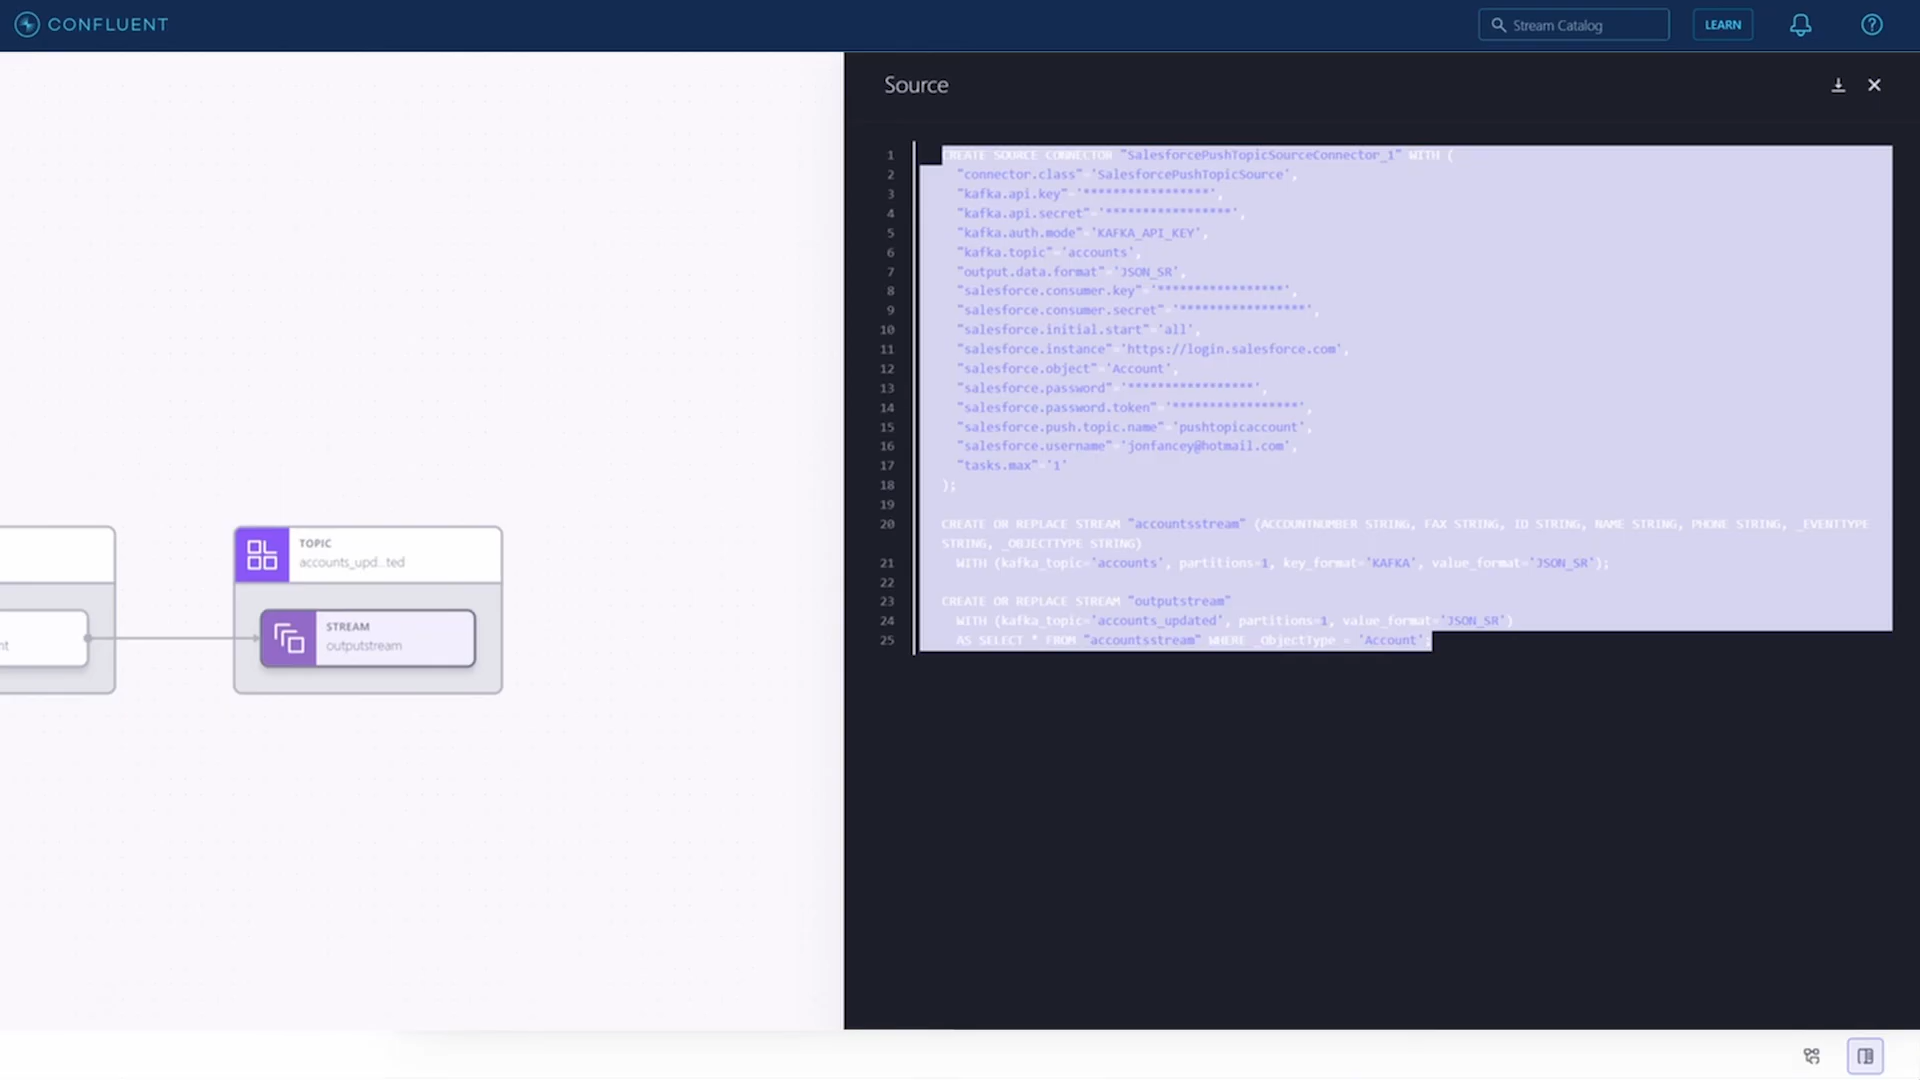 CONFLUENT
Stream Catalog
LEARN
Source
TOPIC
accounts_upd...ted
STREAM
outputstream
nt
1 CREATE SOURCE CONNECTOR "SalesforcePushTopicSourceConnector_1" WITH (
2 "connector.class"='SalesforcePushTopicSource',
3 "kafka.api.key"='*****************',
4 "kafka.api.secret"='*****************',
5 "kafka.auth.mode"='KAFKA_API_KEY',
6 "kafka.topic"='accounts',
7 "output.data.format"='JSON_SR',
8 "salesforce.consumer.key"='*****************',
9 "salesforce.consumer.secret"='*****************',
10 "salesforce.initial.start"='all',
11 "salesforce.instance"='https://login.salesforce.com',
12 "salesforce.object"='Account',
13 "salesforce.password"='*****************',
14 "salesforce.password.token"='*****************',
15 "salesforce.push.topic.name"='pushtopicaccount',
16 "salesforce.username"='jonfancey@hotmail.com',
17 "tasks.max"='1'
18 );
19
20 CREATE OR REPLACE STREAM "accountsstream" (ACCOUNTNUMBER STRING, FAX STRING, ID STRING, NAME STRING, PHONE STRING, _EVENTTYPE
STRING, _OBJECTTYPE STRING)
21 WITH (kafka_topic='accounts', partitions=1, key_format='KAFKA', value_format='JSON_SR');
22
23 CREATE OR REPLACE STREAM "outputstream"
24 WITH (kafka_topic='accounts_updated', partitions=1, value_format='JSON_SR')
25 AS SELECT * FROM "accountsstream" WHERE _ObjectType = 'Account';